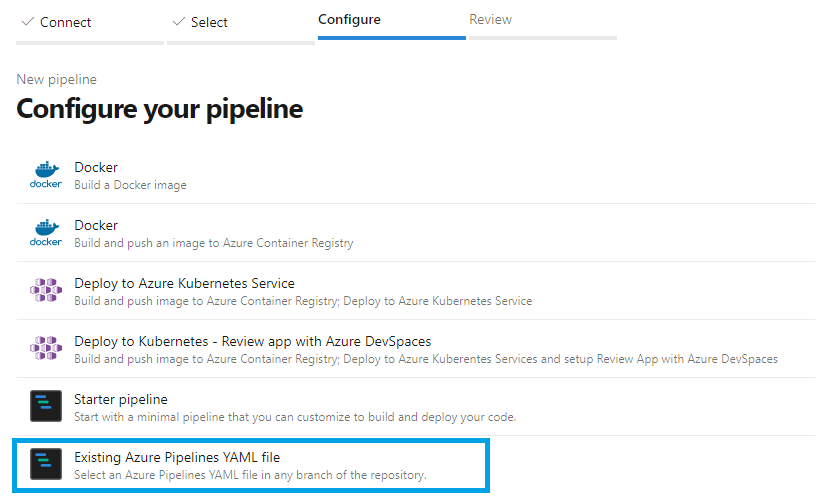 Connect
Select
Configure
Review
New pipeline
Configure your pipeline
docker
Docker
Build a Docker image
docker
Docker
Build and push an image to Azure Container Registry
Deploy to Azure Kubernetes Service
Build and push image to Azure Container Registry; Deploy to Azure Kubernetes Service
Deploy to Kubernetes - Review app with Azure DevSpaces
Build and push image to Azure Container Registry; Deploy to Azure Kuberentes Services and setup Review App with Azure DevSpaces
Starter pipeline
Start with a minimal pipeline that you can customize to build and deploy your code.
Existing Azure Pipelines YAML file
Select an Azure Pipelines YAML file in any branch of the repository.